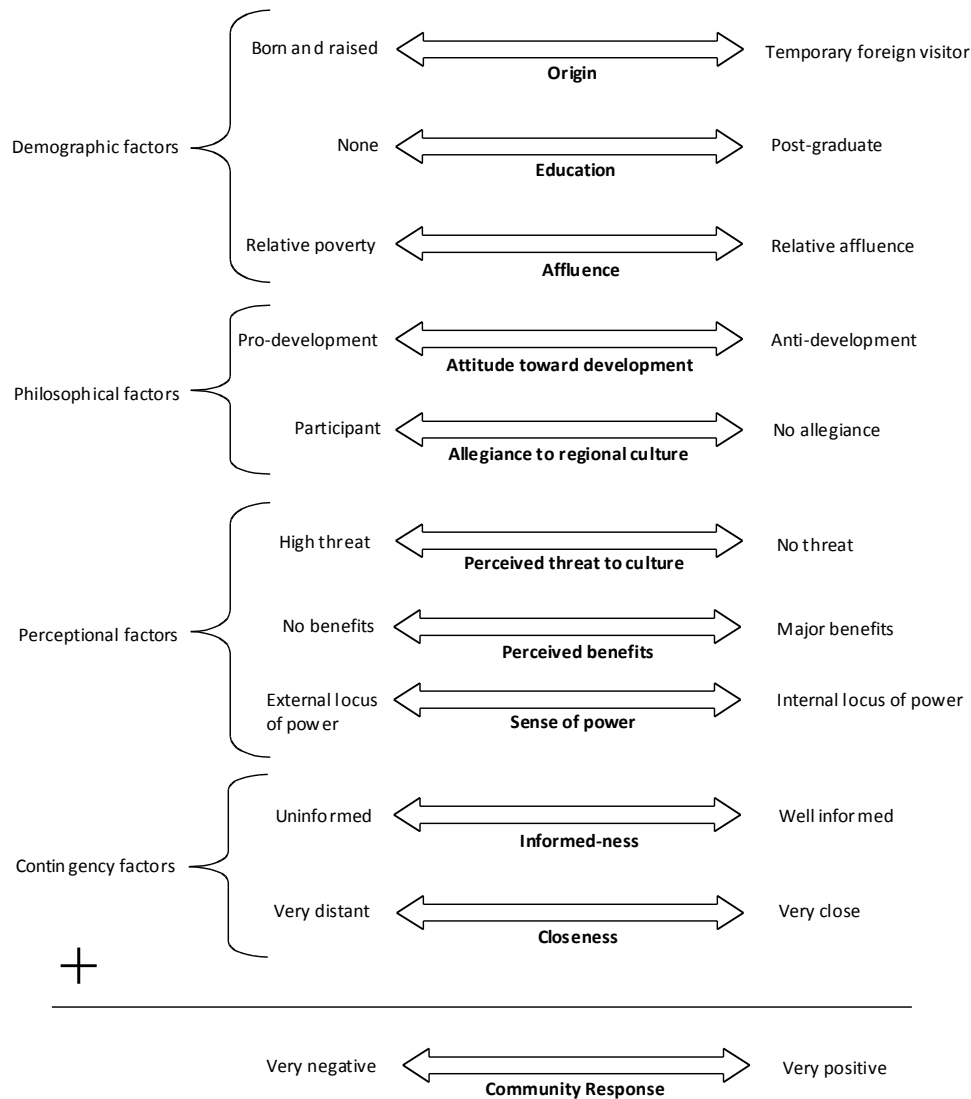 Born and raised
Temporary foreign visitor
Origin
Demographic factors
None
Post-graduate
Education
Relative poverty
Relative affluence
Affluence
Pro-development
Anti-development
Attitude toward development
Philosophical factors
Participant
No allegiance
Allegiance to regional culture
High threat
No threat
Perceived threat to culture
Perceptional factors
No benefits
Major benefits
Perceived benefits
External locus
of power
Internal locus of power
Sense of power
Uninformed
Well informed
Informed-ness
Contingency factors
Very distant
Very close
Closeness
+
Very negative
Very positive
Community Response